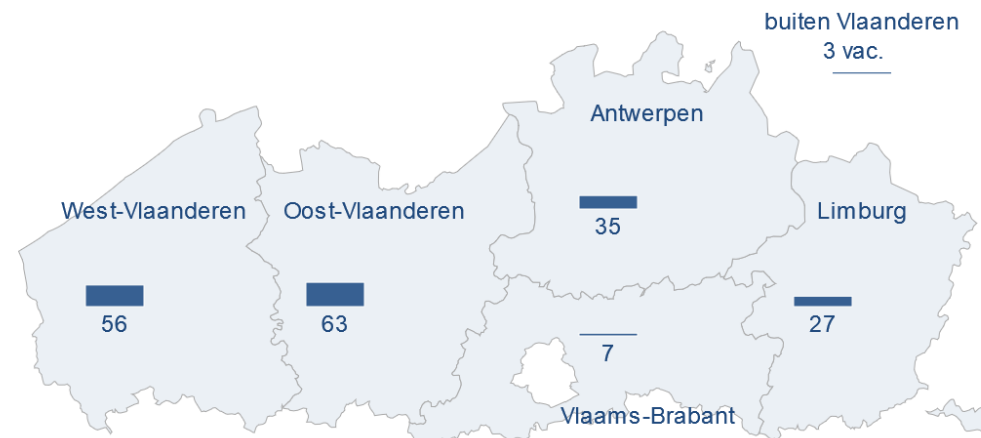 buiten Vlaanderen
3 vac.
Antwerpen
West-Vlaanderen
Oost-Vlaanderen
Limburg
35
56
63
27
7
Vlaams-Brabant